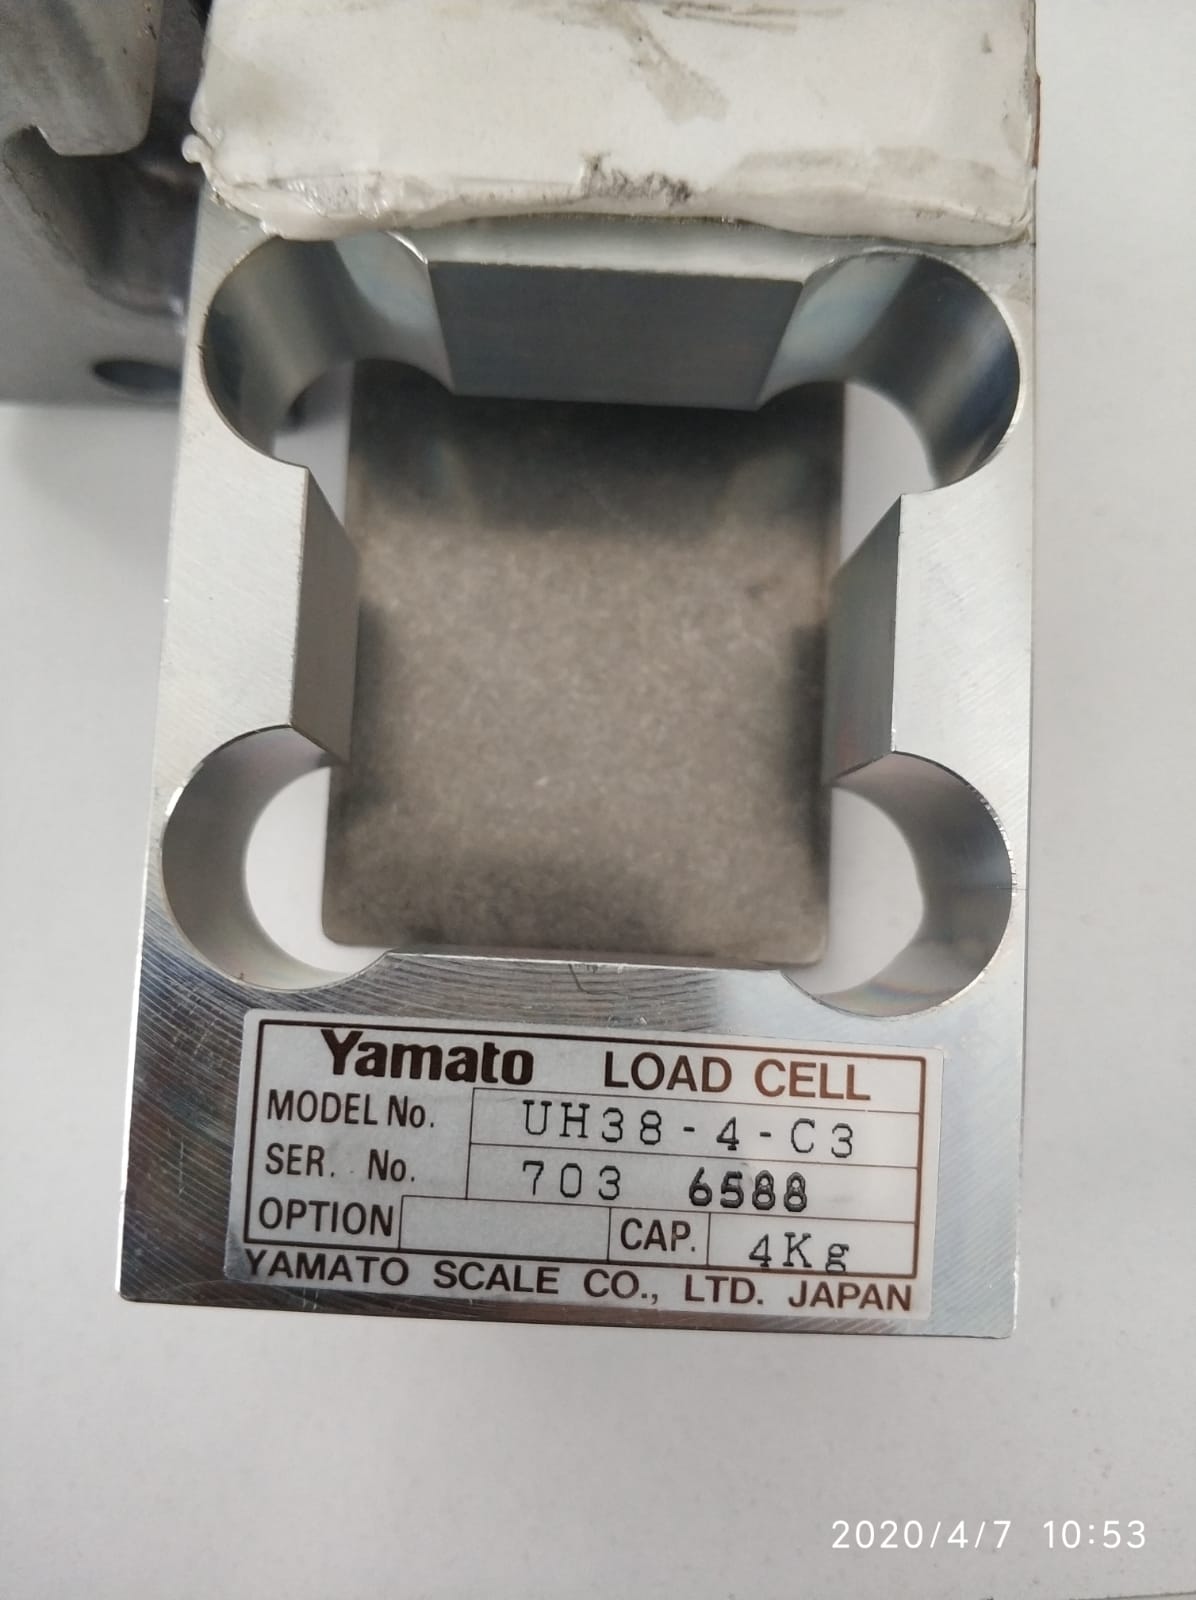 Yamato LOAD CELL
MODEL No. UH38-4-C3
SER. No. 703 6588
OPTION CAP. 4Kg
YAMATO SCALE CO., LTD. JAPAN
2020/4/7 10:53